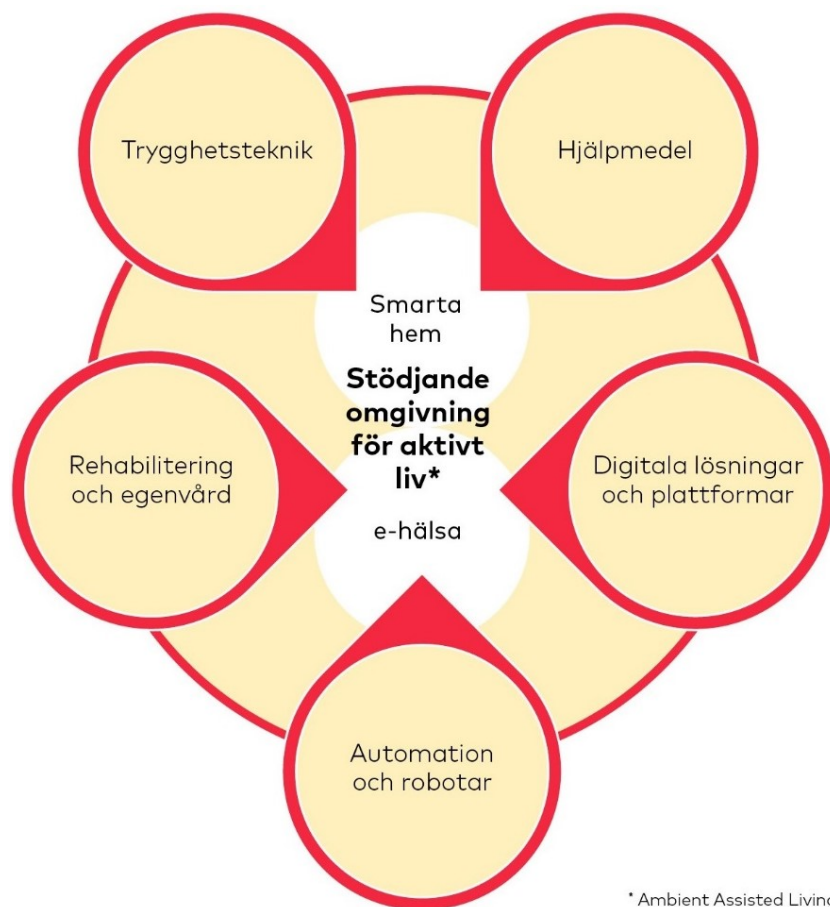 Trygghetsteknik
Hjälpmedel
Smarta
hem
Stödjande
omgivning
för aktivt
liv*
e-hälsa
Rehabilitering
och egenvård
Digitala lösningar
och plattformar
Automation
och robotar
* Ambient Assisted Living